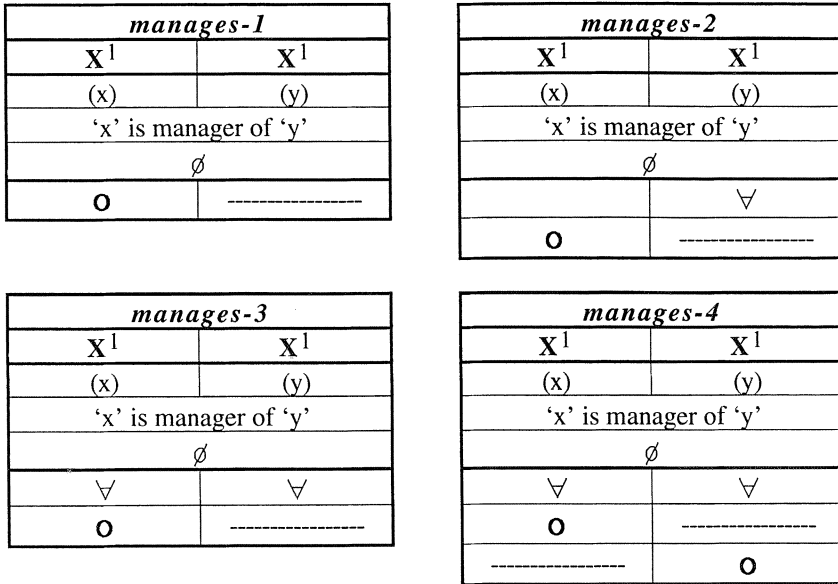 manages-1
X¹ X¹
(x) (y)
‘x’ is manager of ‘y’
∅
O -----------------
manages-2
X¹ X¹
(x) (y)
‘x’ is manager of ‘y’
∅
∀
O -----------------
manages-3
X¹ X¹
(x) (y)
‘x’ is manager of ‘y’
∅
∀ ∀
O -----------------
manages-4
X¹ X¹
(x) (y)
‘x’ is manager of ‘y’
∅
∀ ∀
O -----------------
----------------- O